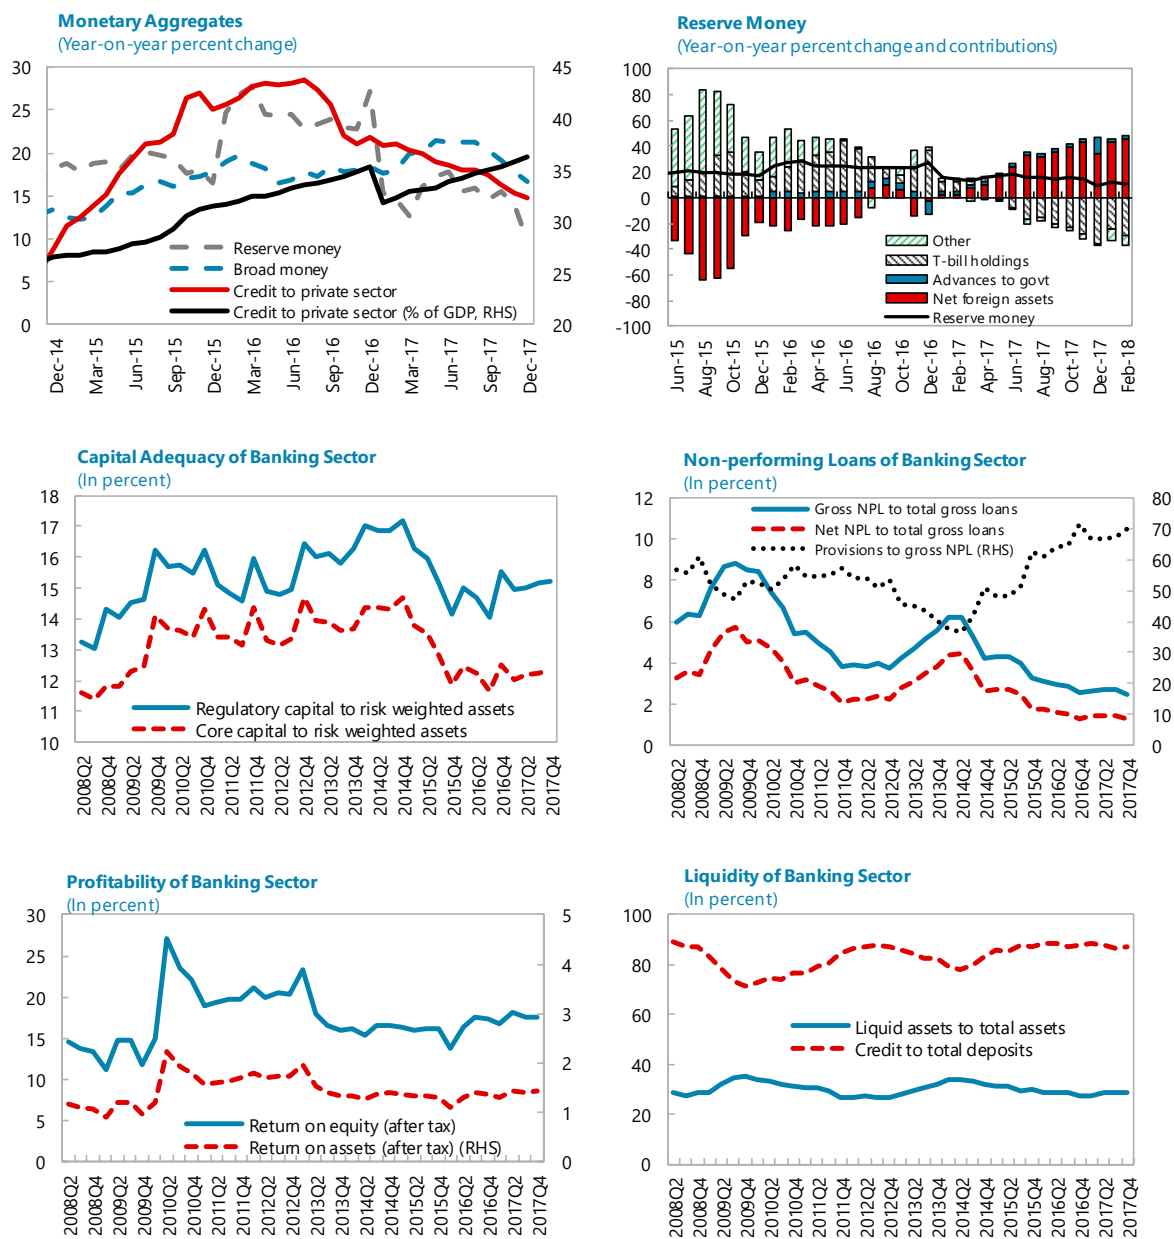 Monetary Aggregates
(Year-on-year percent change)
30
25
20
15
10
5
0
45
40
35
30
25
20
Reserve money
Broad money
Credit to private sector
Credit to private sector (% of GDP, RHS)
Dec-14
Mar-15
Jun-15
Sep-15
Dec-15
Mar-16
Jun-16
Sep-16
Dec-16
Mar-17
Jun-17
Sep-17
Dec-17
Reserve Money
(Year-on-year percent change and contributions)
100
80
60
40
20
0
-20
-40
-60
-80
-100
Other
T-bill holdings
Advances to govt
Net foreign assets
Reserve money
Jun-15
Aug-15
Oct-15
Dec-15
Feb-16
Apr-16
Jun-16
Aug-16
Oct-16
Dec-16
Feb-17
Apr-17
Jun-17
Aug-17
Oct-17
Dec-17
Feb-18
Capital Adequacy of Banking Sector
(In percent)
18
17
16
15
14
13
12
11
10
Regulatory capital to risk weighted assets
Core capital to risk weighted assets
2008Q2
2008Q4
2009Q2
2009Q4
2010Q2
2010Q4
2011Q2
2011Q4
2012Q2
2012Q4
2013Q2
2013Q4
2014Q2
2014Q4
2015Q2
2015Q4
2016Q2
2016Q4
2017Q2
2017Q4
Non-performing Loans of Banking Sector
(In percent)
12
10
8
6
4
2
0
80
70
60
50
40
30
20
10
0
Gross NPL to total gross loans
Net NPL to total gross loans
Provisions to gross NPL (RHS)
2008Q2
2008Q4
2009Q2
2009Q4
2010Q2
2010Q4
2011Q2
2011Q4
2012Q2
2012Q4
2013Q2
2013Q4
2014Q2
2014Q4
2015Q2
2015Q4
2016Q2
2016Q4
2017Q2
2017Q4
Profitability of Banking Sector
(In percent)
30
25
20
15
10
5
0
5
4
3
2
1
0
Return on equity (after tax)
Return on assets (after tax) (RHS)
2008Q2
2008Q4
2009Q2
2009Q4
2010Q2
2010Q4
2011Q2
2011Q4
2012Q2
2012Q4
2013Q2
2013Q4
2014Q2
2014Q4
2015Q2
2015Q4
2016Q2
2016Q4
2017Q2
2017Q4
Liquidity of Banking Sector
(In percent)
100
80
60
40
20
0
Liquid assets to total assets
Credit to total deposits
2008Q2
2008Q4
2009Q2
2009Q4
2010Q2
2010Q4
2011Q2
2011Q4
2012Q2
2012Q4
2013Q2
2013Q4
2014Q2
2014Q4
2015Q2
2015Q4
2016Q2
2016Q4
2017Q2
2017Q4